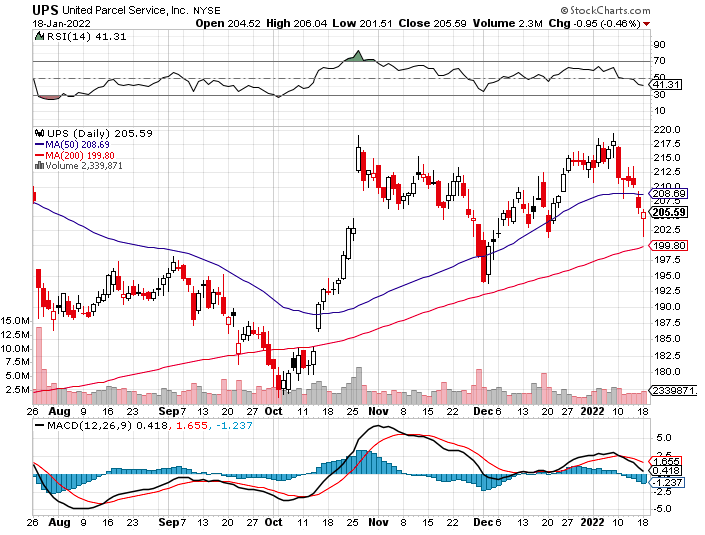 UPS United Parcel Service, Inc. NYSE © StockCharts.com
18-Jan-2022 Open 204.52 High 206.04 Low 201.51 Close 205.59 Volume 2.3M Chg -0.95 (-0.46%)
RSI(14) 41.31
90
70
50
41.31
30
10
UPS (Daily) 205.59
MA(50) 208.69
MA(200) 199.80
Volume 2,339,871
220.0
217.5
215.0
212.5
210.0
208.69
207.5
205.59
202.5
199.80
197.5
195.0
192.5
190.0
187.5
185.0
182.5
180.0
2339871
15.0M
12.5M
10.0M
7.5M
5.0M
2.5M
26 Aug 9 16 23 Sep 7 13 20 27 Oct 11 18 25 Nov 8 15 22 Dec 6 13 20 27 2022 10 18
MACD(12,26,9) 0.418, 1.655, -1.237
5.0
1.655
0.418
-1.237
-2.5
-5.0
26 Aug 9 16 23 Sep 7 13 20 27 Oct 11 18 25 Nov 8 15 22 Dec 6 13 20 27 2022 10 18